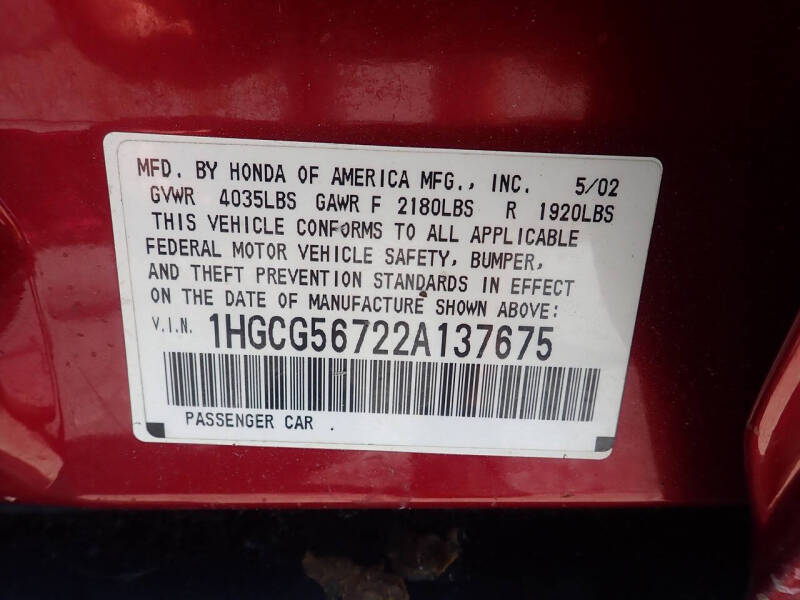 MFD. BY HONDA OF AMERICA MFG., INC. 5/02
GVWR 4035LBS GAWR F 2180LBS R 1920LBS
THIS VEHICLE CONFORMS TO ALL APPLICABLE
FEDERAL MOTOR VEHICLE SAFETY, BUMPER,
AND THEFT PREVENTION STANDARDS IN EFFECT
ON THE DATE OF MANUFACTURE SHOWN ABOVE:
V.I.N. 1HGCG56722A137675
PASSENGER CAR